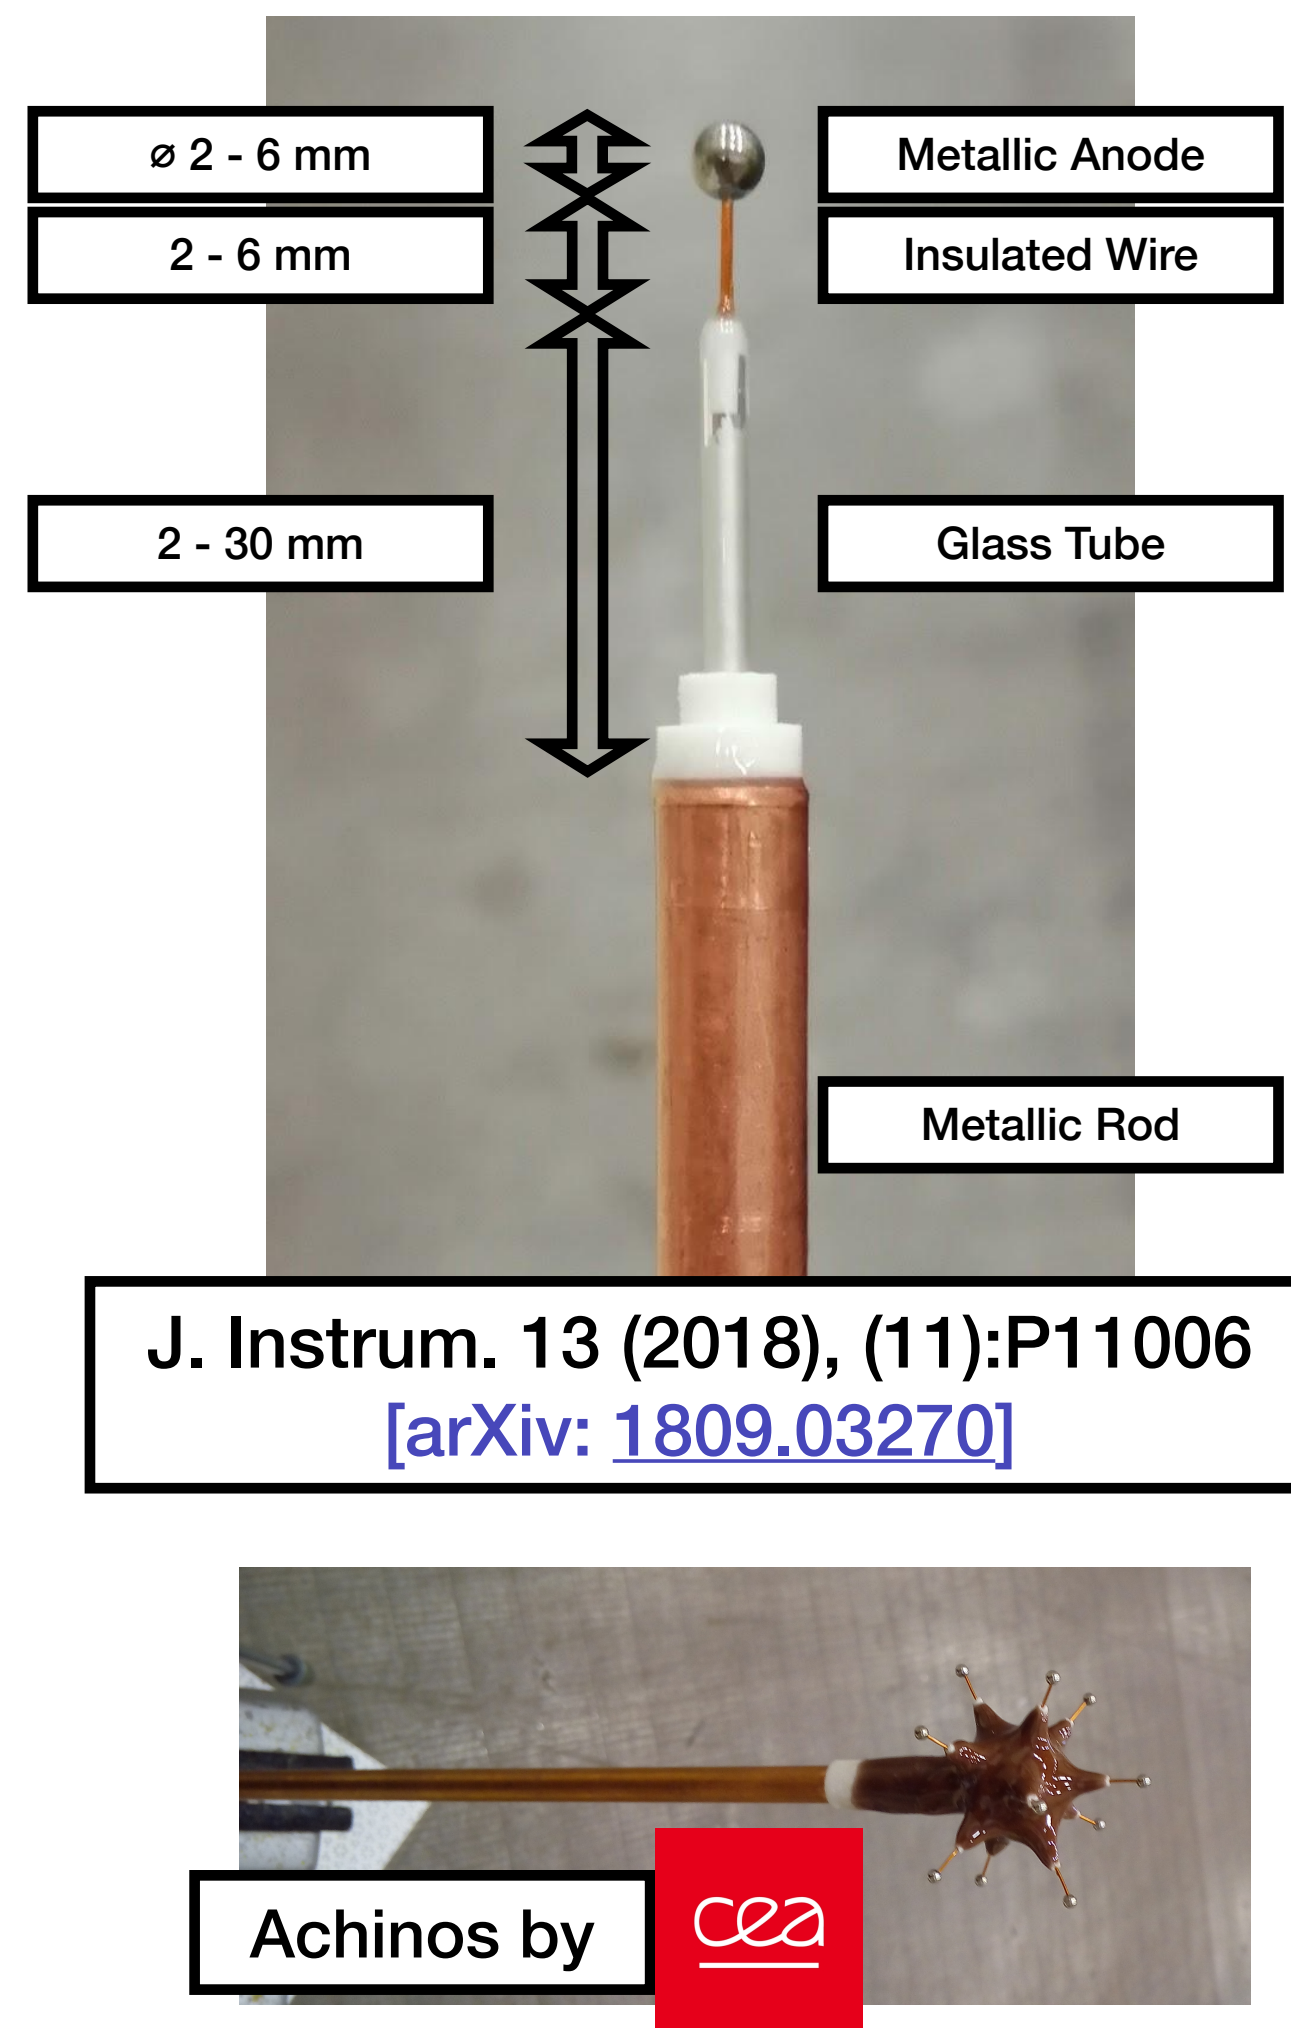 ø 2 - 6 mm
Metallic Anode
2 - 6 mm
Insulated Wire
2 - 30 mm
Glass Tube
Metallic Rod
J. Instrum. 13 (2018), (11):P11006
[arXiv: 1809.03270]
Achinos by
cea